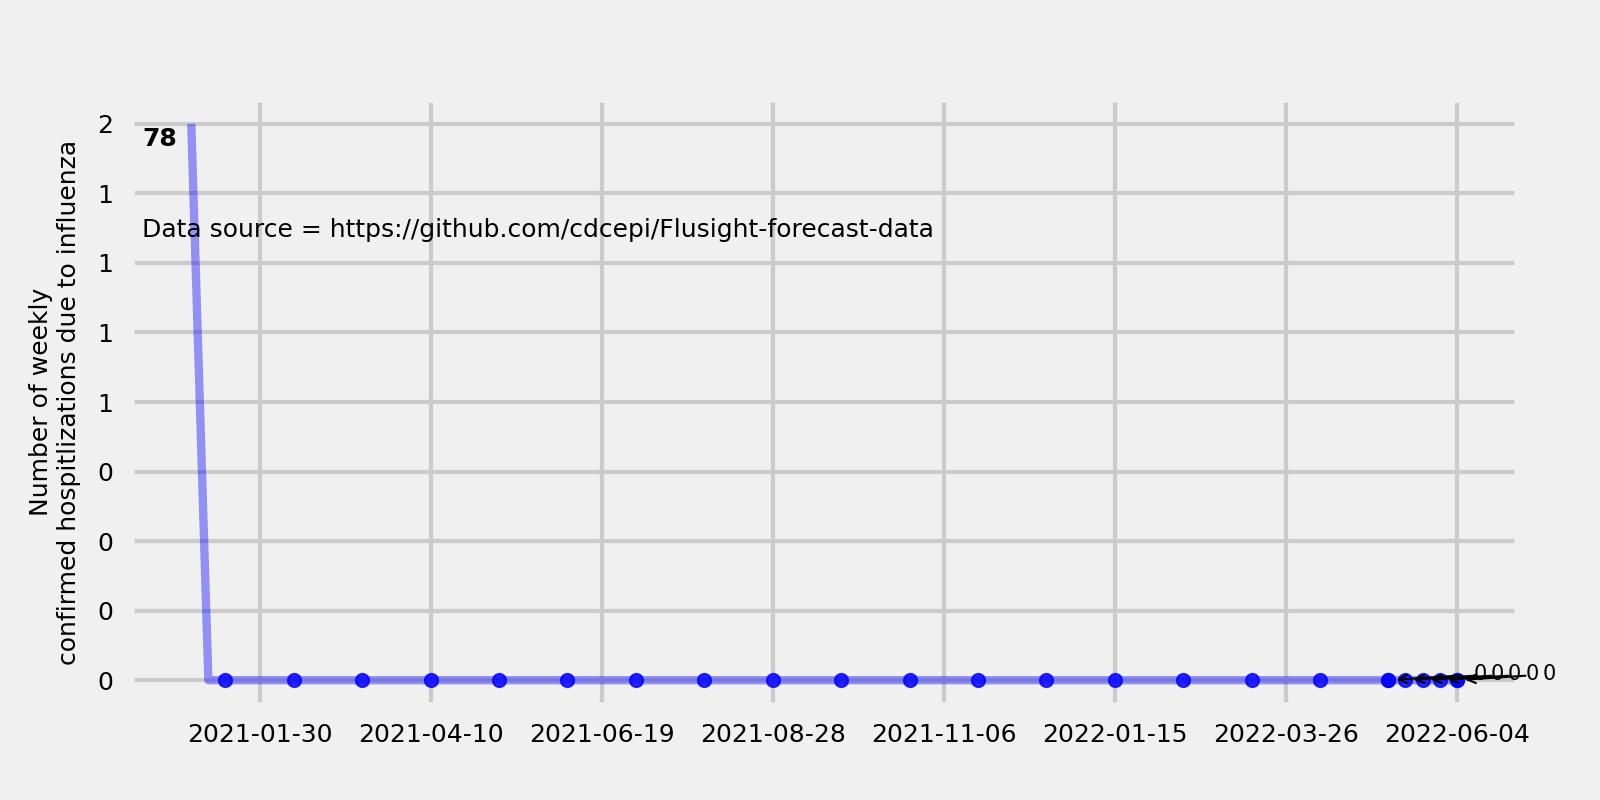 2
78
1
Data source = https://github.com/cdcepi/Flusight-forecast-data
1
1
1
0
0
0
0
0 0 0 0 0
Number of weekly
confirmed hospitlizations due to influenza
2021-01-30 2021-04-10 2021-06-19 2021-08-28 2021-11-06 2022-01-15 2022-03-26 2022-06-04